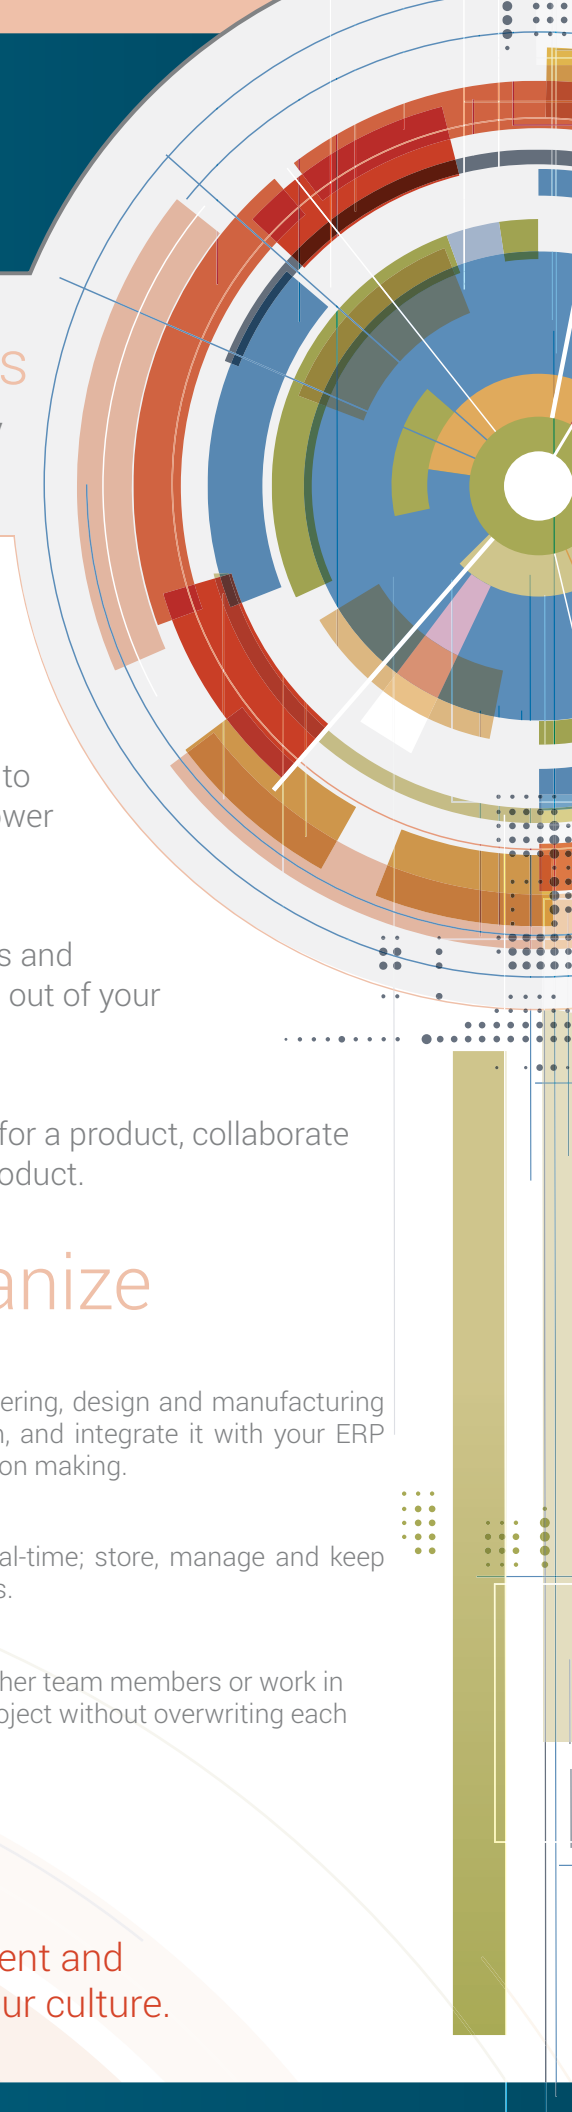 s
y
to
ower
s and
out of your
for a product, collaborate
oduct.
anize
ering, design and manufacturing
n, and integrate it with your ERP
on making.
al-time; store, manage and keep
s.
her team members or work in
oject without overwriting each
ent and
ur culture.